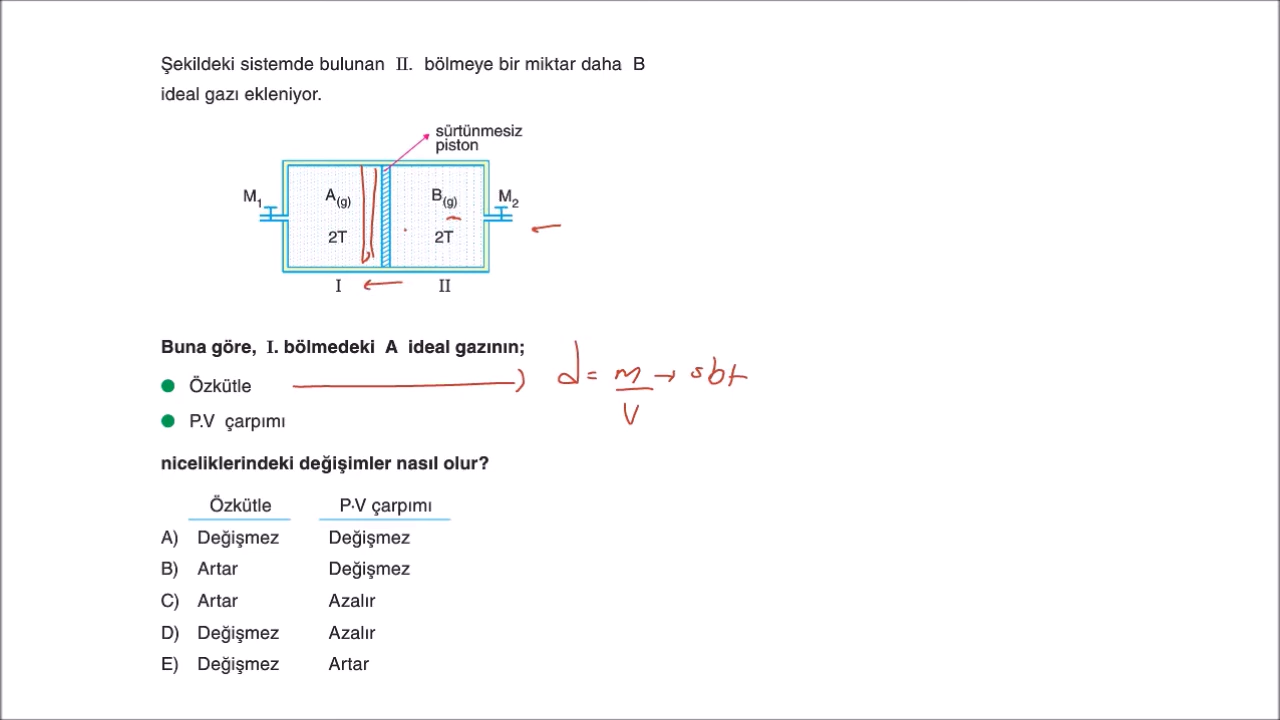 Şekildeki sistemde bulunan II. bölmeye bir miktar daha B
ideal gazı ekleniyor.
sürtünmesiz
piston
M1 A(g) B(g) M2
2T 2T
I II
Buna göre, I. bölmedeki A ideal gazının;
Özkütle d = m → sbt
V
P.V çarpımı
niceliklerindeki değişimler nasıl olur?
Özkütle P·V çarpımı
A) Değişmez Değişmez
B) Artar Değişmez
C) Artar Azalır
D) Değişmez Azalır
E) Değişmez Artar